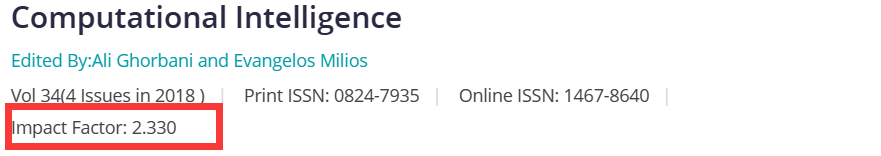 Computational Intelligence
Edited By:Ali Ghorbani and Evangelos Milios
Vol 34(4 Issues in 2018 ) | Print ISSN: 0824-7935 | Online ISSN: 1467-8640 |
Impact Factor: 2.330